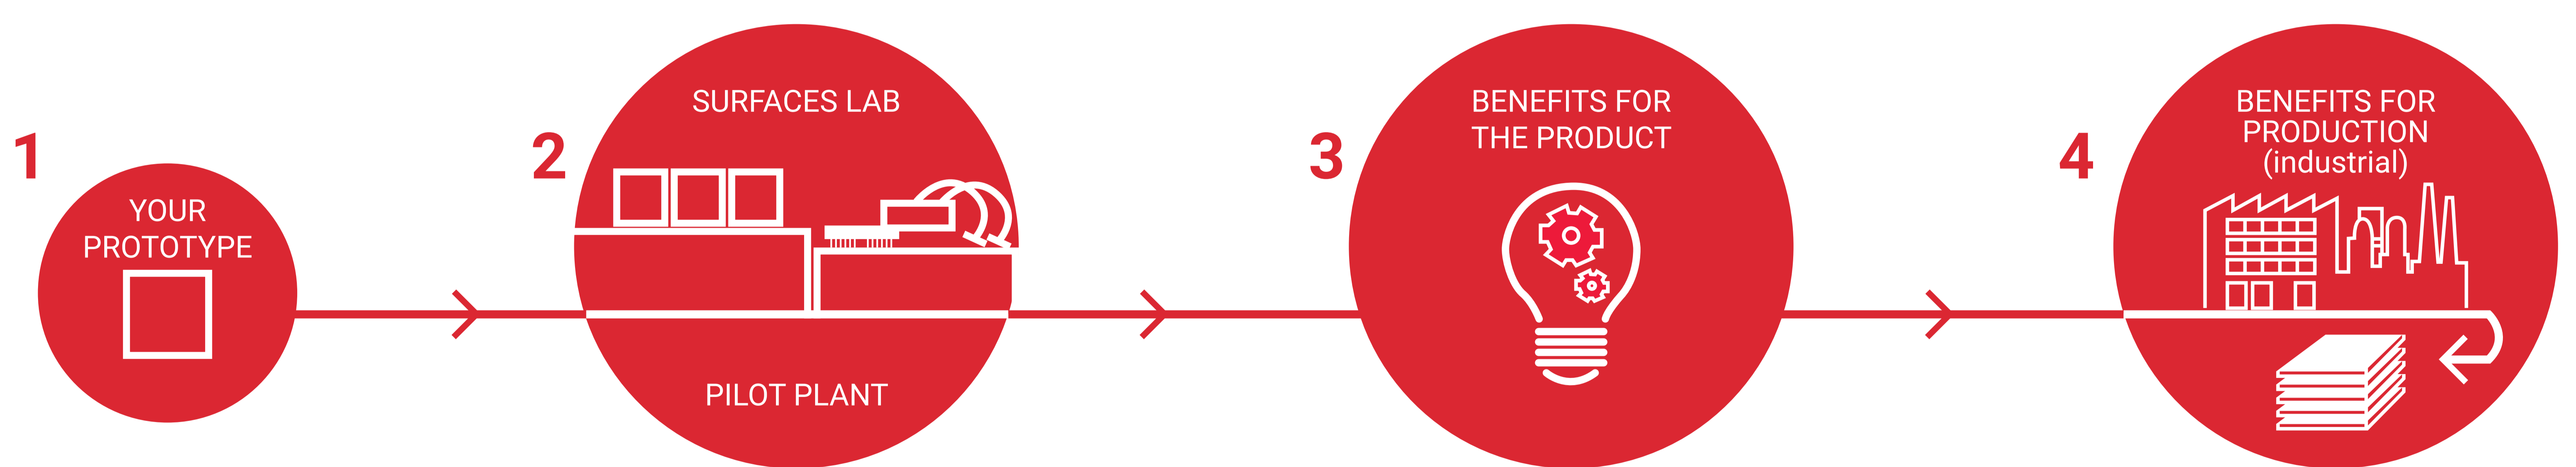 1
YOUR
PROTOTYPE
2
SURFACES LAB
PILOT PLANT
3
BENEFITS FOR
THE PRODUCT
4
BENEFITS FOR
PRODUCTION
(industrial)